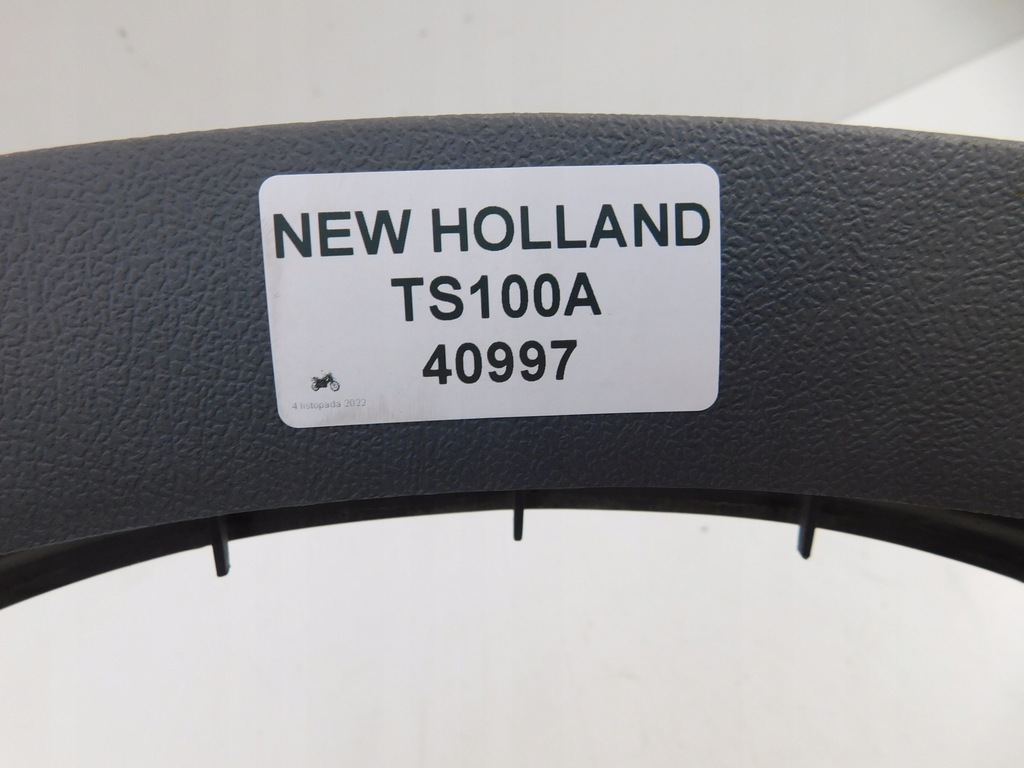 NEW HOLLAND
TS100A
40997
4 listopada 2022